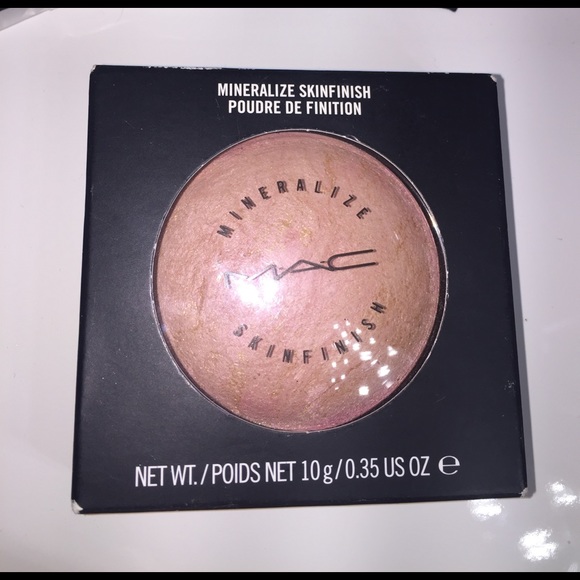 MINERALIZE SKINFINISH
POUDRE DE FINITION
MINERALIZE
MAC
SKINFINISH
NET WT. / POIDS NET 10 g / 0.35 US OZ ℮